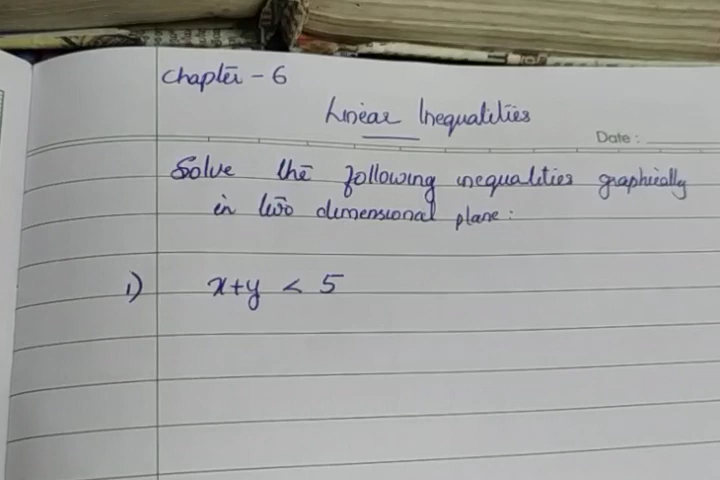 Chapter - 6
Linear Inequalities
Date :
Solve the following inequalities graphically
in two dimensional plane:
1) x+y < 5